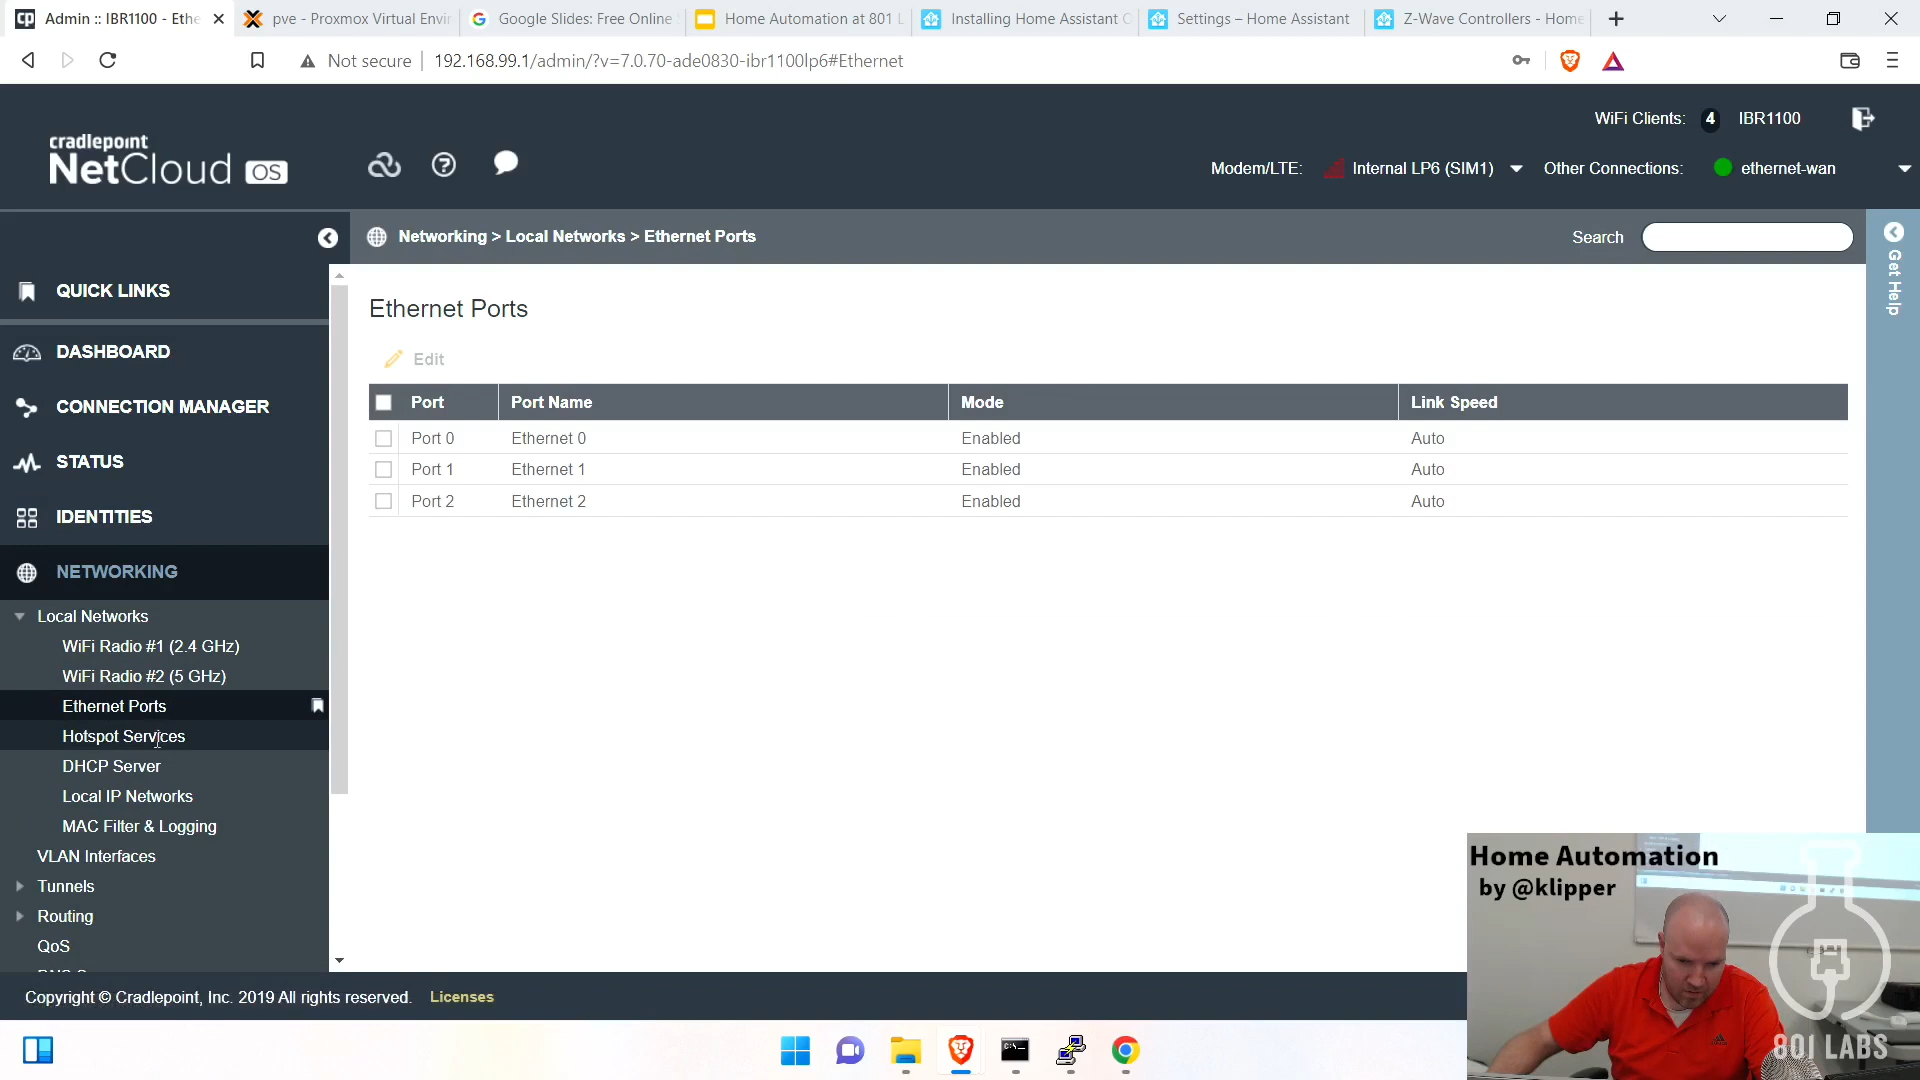 Admin :: IBR1100 - Ethe
pve - Proxmox Virtual Envir
Google Slides: Free Online
Home Automation at 801 L
Installing Home Assistant C
Settings – Home Assistant
Z-Wave Controllers - Home
Not secure
192.168.99.1/admin/?v=7.0.70-ade0830-ibr1100lp6#Ethernet
WiFi Clients: 4 IBR1100
cradlepoint
NetCloud OS
Modem/LTE: Internal LP6 (SIM1) Other Connections: ethernet-wan
Networking > Local Networks > Ethernet Ports
Search
Get Help
QUICK LINKS
DASHBOARD
CONNECTION MANAGER
STATUS
IDENTITIES
NETWORKING
Local Networks
WiFi Radio #1 (2.4 GHz)
WiFi Radio #2 (5 GHz)
Ethernet Ports
Hotspot Services
DHCP Server
Local IP Networks
MAC Filter & Logging
VLAN Interfaces
Tunnels
Routing
QoS
Ethernet Ports
Edit
Port Port Name Mode Link Speed
Port 0 Ethernet 0 Enabled Auto
Port 1 Ethernet 1 Enabled Auto
Port 2 Ethernet 2 Enabled Auto
Copyright © Cradlepoint, Inc. 2019 All rights reserved. Licenses
Home Automation
by @klipper
801 LABS